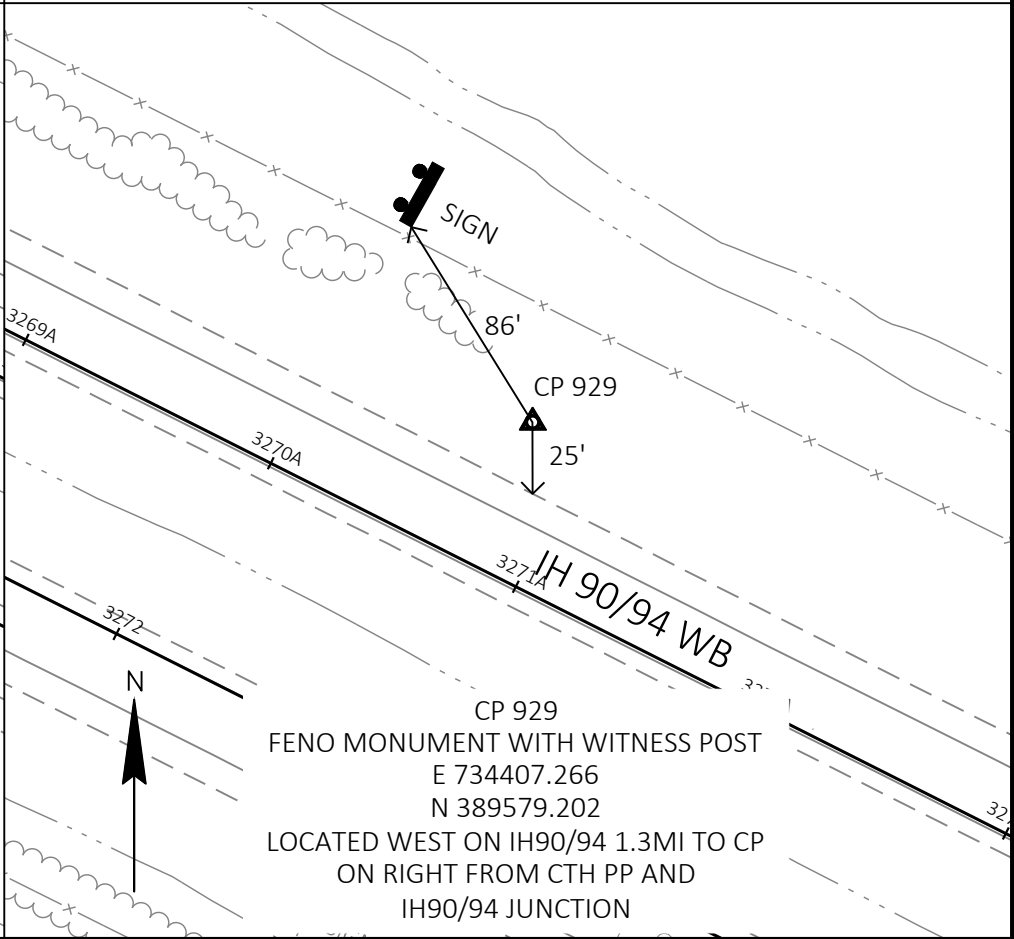 SIGN
86'
CP 929
25'
3269A
3270A
3271A
IH 90/94 WB
3272
N
CP 929
FENO MONUMENT WITH WITNESS POST
E 734407.266
N 389579.202
LOCATED WEST ON IH90/94 1.3MI TO CP
ON RIGHT FROM CTH PP AND
IH90/94 JUNCTION